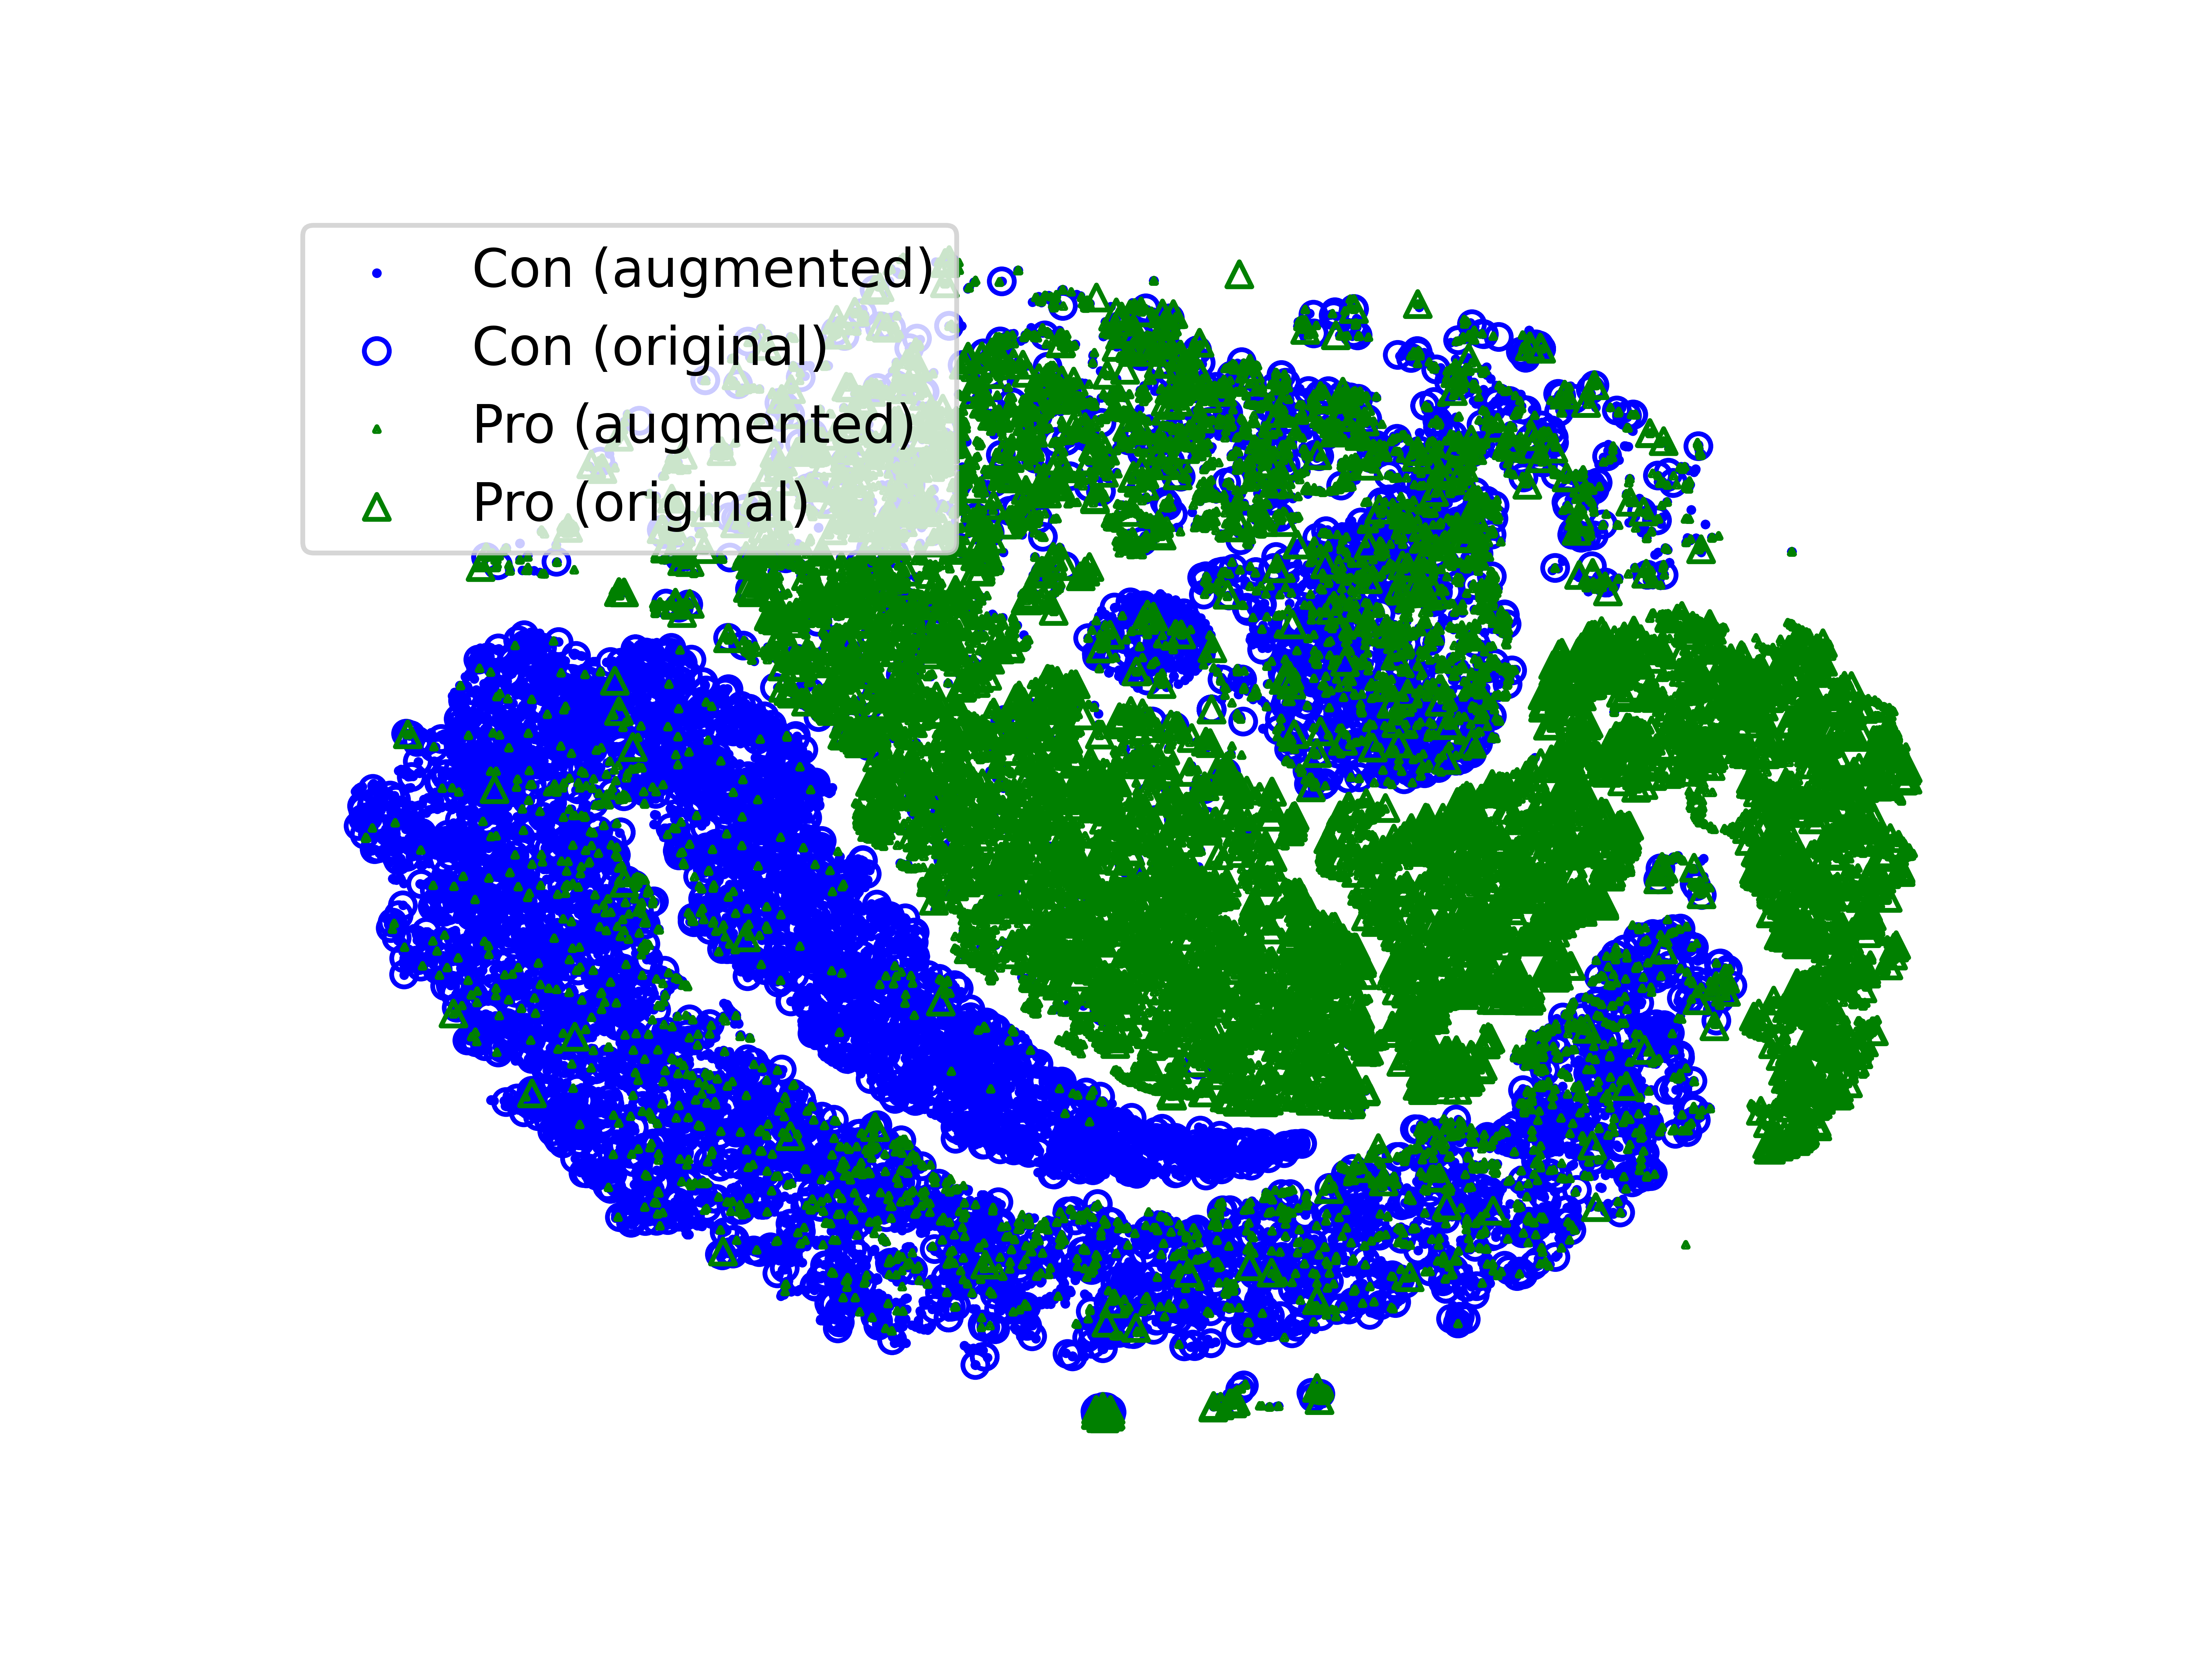 Con (augmented)
Con (original)
Pro (augmented)
Pro (original)